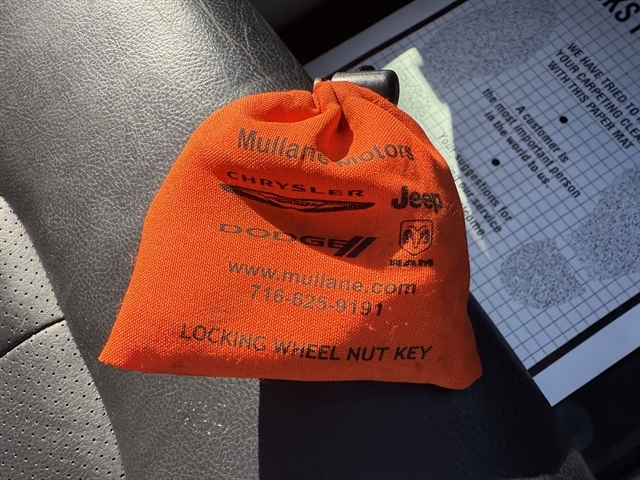 Mullane Motors
CHRYSLER
Jeep
DODGE
RAM
www.mullane.com
716-625-9191
LOCKING WHEEL NUT KEY
WE HAVE TRIED
YOUR CARPETING
WITH THIS PAPER MAT
A customer is
the most important person
in the world to us.
Your suggestions for
our service